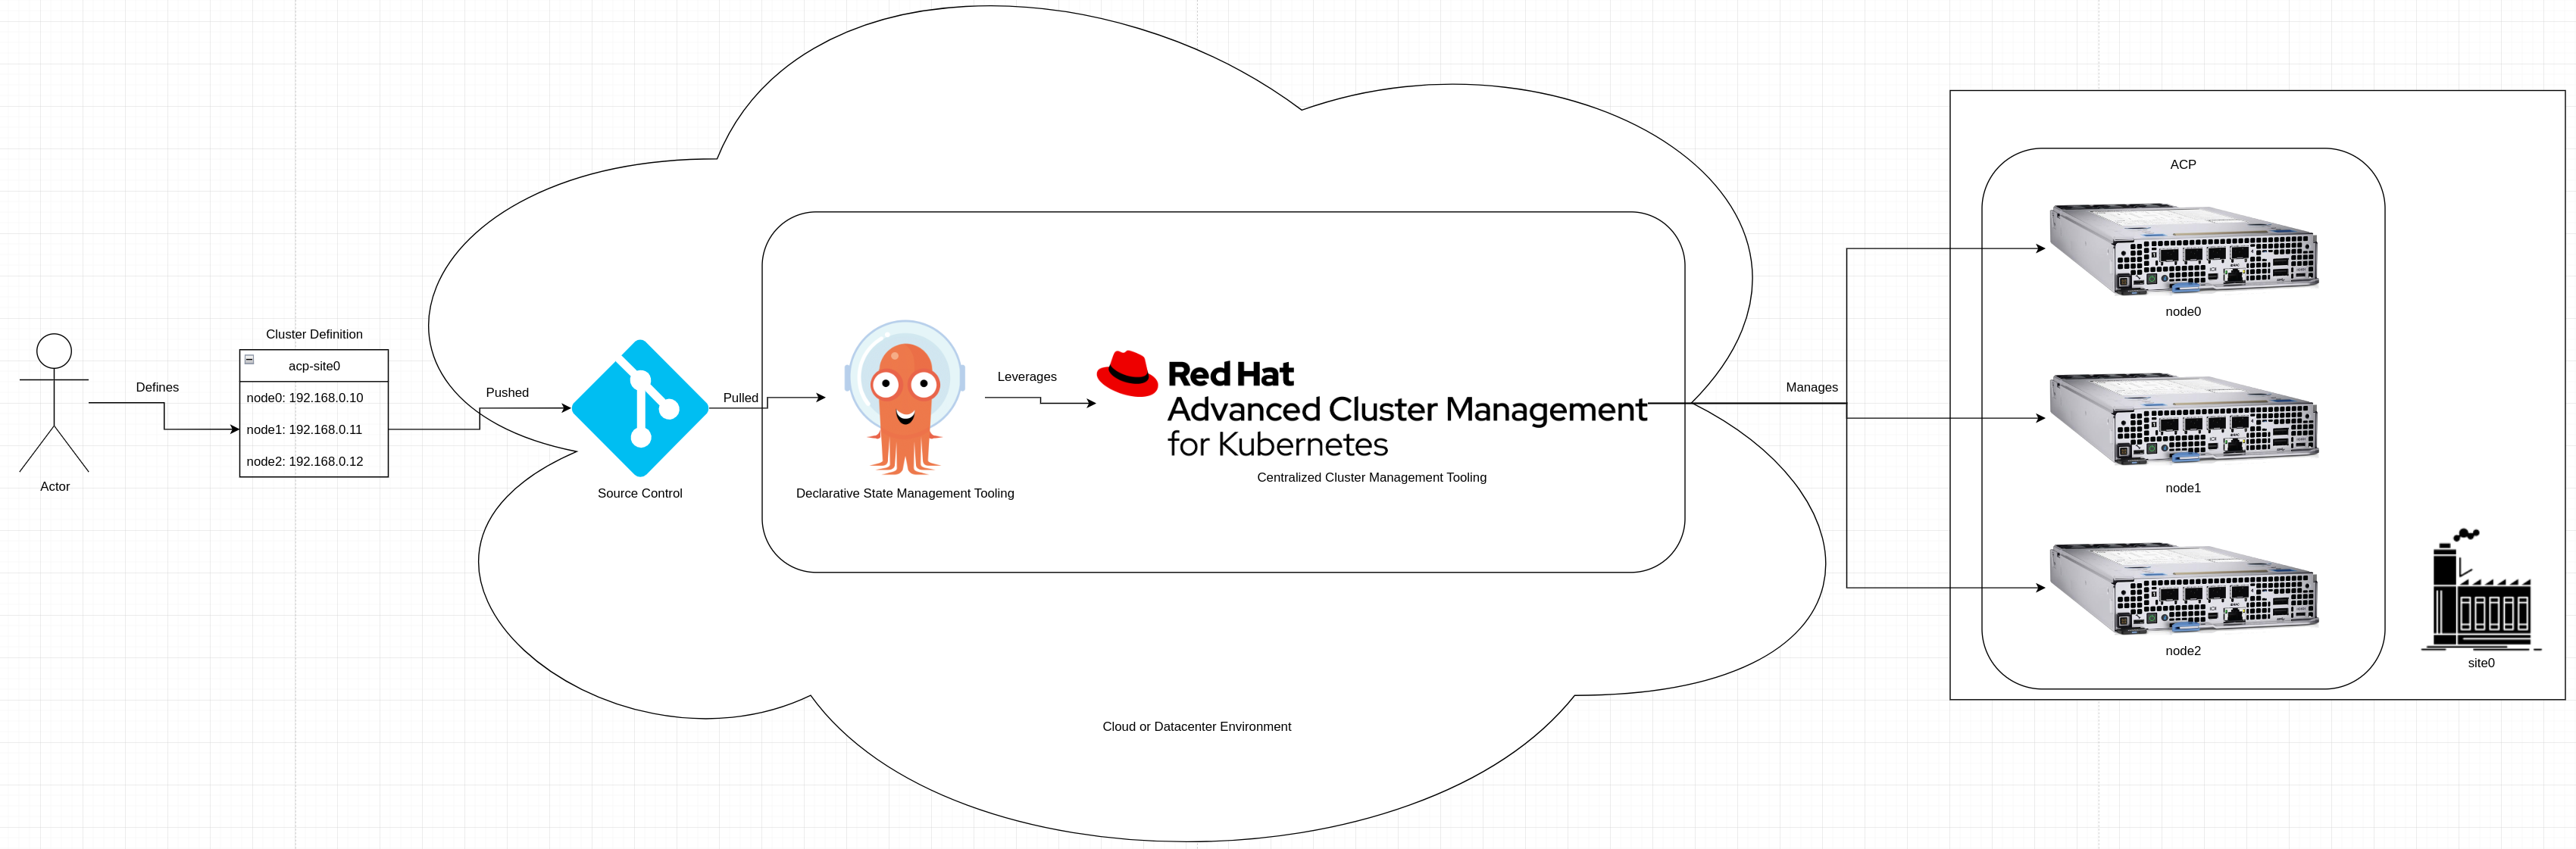 Actor
Defines
Cluster Definition
acp-site0
node0: 192.168.0.10
node1: 192.168.0.11
node2: 192.168.0.12
Pushed
Source Control
Pulled
Declarative State Management Tooling
Leverages
Red Hat
Advanced Cluster Management
for Kubernetes
Centralized Cluster Management Tooling
Cloud or Datacenter Environment
Manages
ACP
node0
node1
node2
site0